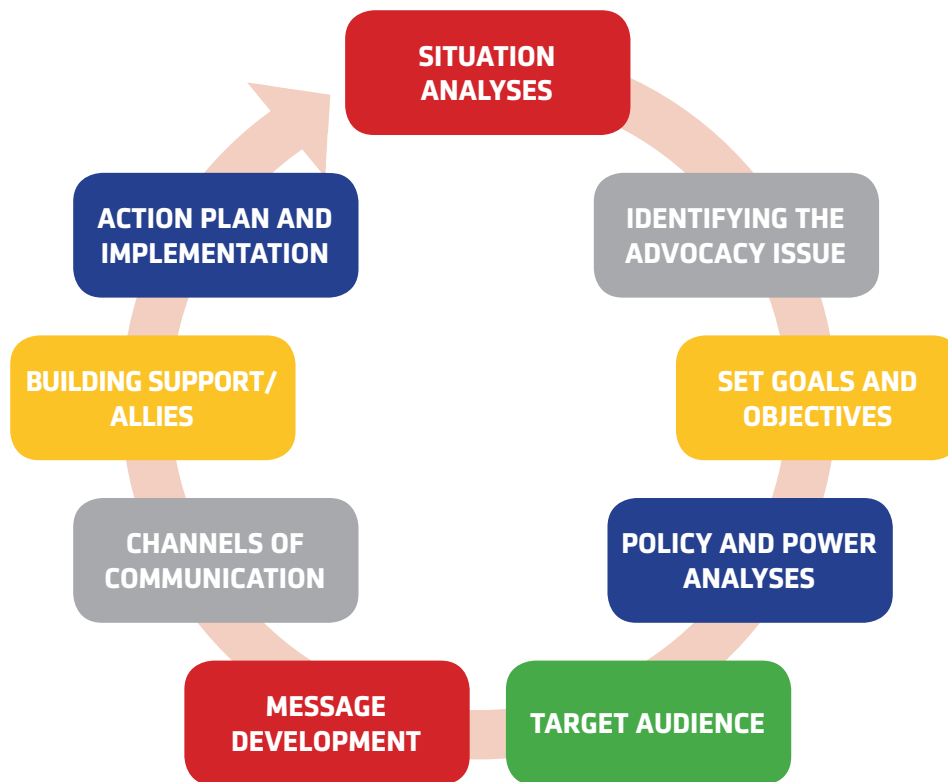 SITUATION
ANALYSES
IDENTIFYING THE
ADVOCACY ISSUE
SET GOALS AND
OBJECTIVES
POLICY AND POWER
ANALYSES
TARGET AUDIENCE
MESSAGE
DEVELOPMENT
CHANNELS OF
COMMUNICATION
BUILDING SUPPORT/
ALLIES
ACTION PLAN AND
IMPLEMENTATION